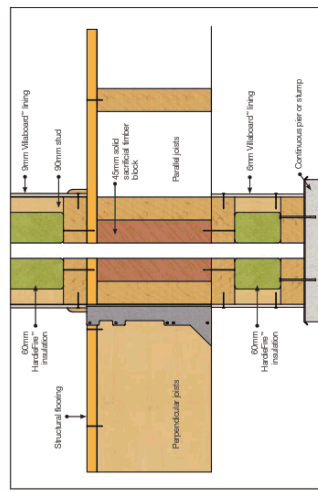 9mm Villaboard™ lining
90mm stud
45mm solid
sacrificial timber
block
Parallel joists
6mm Villaboard™ lining
Continuous pier or stump
60mm
HardieFire™
insulation
Structural flooring
Perpendicular joists
60mm
HardieFire™
insulation